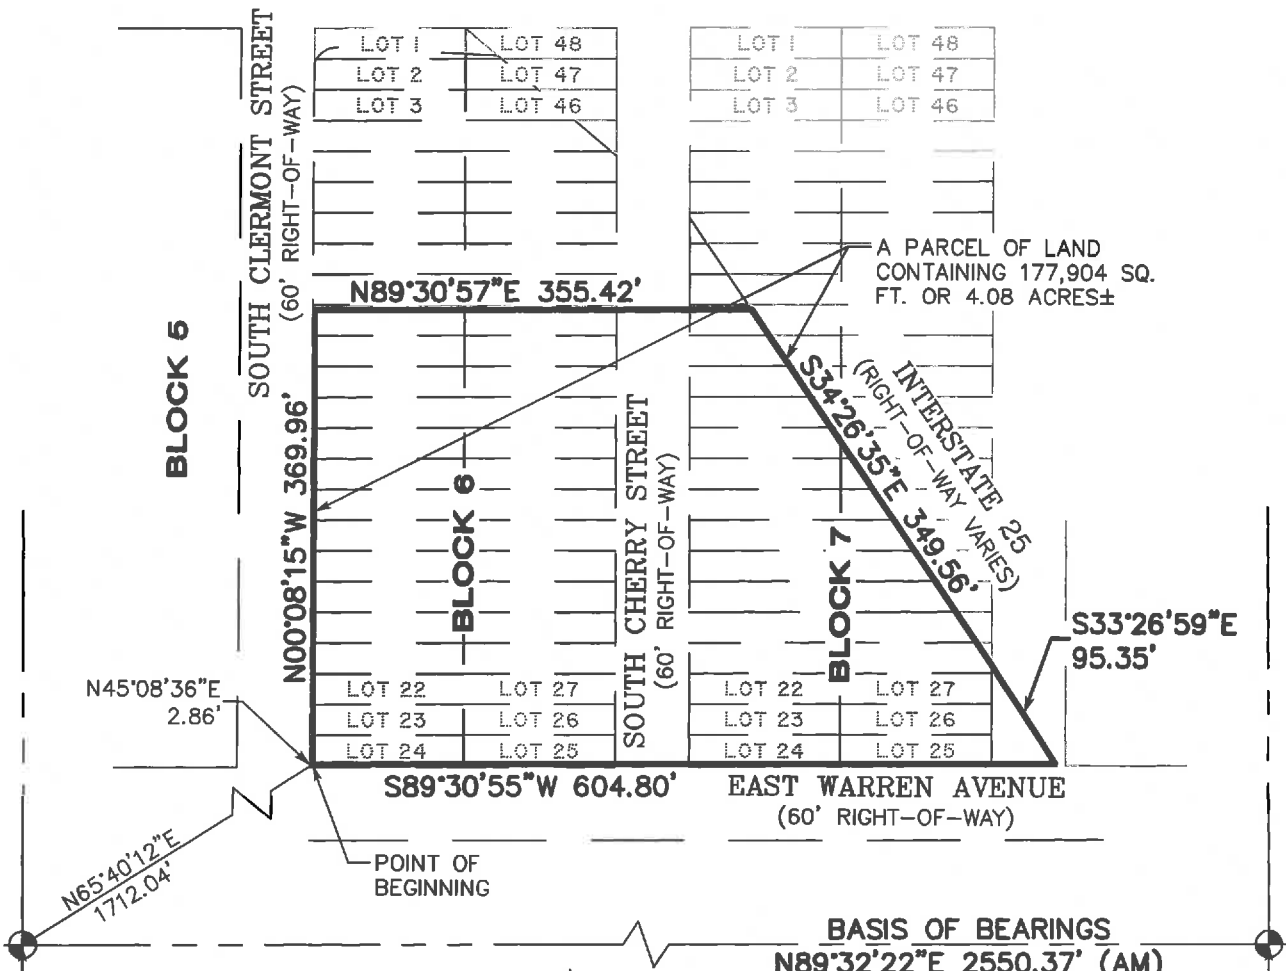 SOUTH CLERMONT STREET
(60' RIGHT-OF-WAY)
LOT 1
LOT 48
LOT 2
LOT 47
LOT 3
LOT 46
LOT 1
LOT 48
LOT 2
LOT 47
LOT 3
LOT 46
A PARCEL OF LAND
CONTAINING 177,904 SQ.
FT. OR 4.08 ACRES±
N89°30'57"E 355.42'
BLOCK 5
N00°08'15"W 369.96'
BLOCK 6
SOUTH CHERRY STREET
(60' RIGHT-OF-WAY)
BLOCK 7
S34°26'35"E 349.56'
INTERSTATE 25
(RIGHT-OF-WAY VARIES)
S33°26'59"E
95.35'
N45°08'36"E
2.86'
LOT 22
LOT 27
LOT 23
LOT 26
LOT 24
LOT 25
LOT 22
LOT 27
LOT 23
LOT 26
LOT 24
LOT 25
S89°30'55"W 604.80'
EAST WARREN AVENUE
(60' RIGHT-OF-WAY)
POINT OF
BEGINNING
N65°40'12"E
1712.04'
BASIS OF BEARINGS
N89°32'22"E 2550.37' (AM)